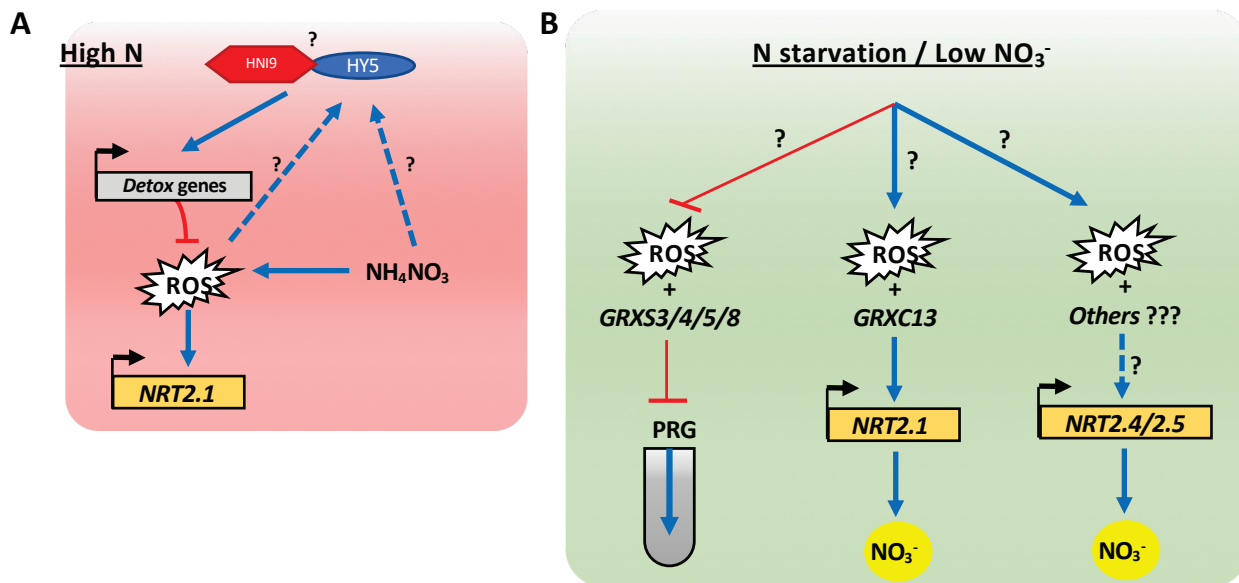 A
High N
?
HNI9
HY5
?
?
Detox genes
ROS
NH₄NO₃
NRT2.1
B
N starvation / Low NO₃⁻
?
?
?
ROS
ROS
ROS
+
+
+
GRXS3/4/5/8
GRXC13
Others ???
?
NRT2.1
NRT2.4/2.5
PRG
NO₃⁻
NO₃⁻